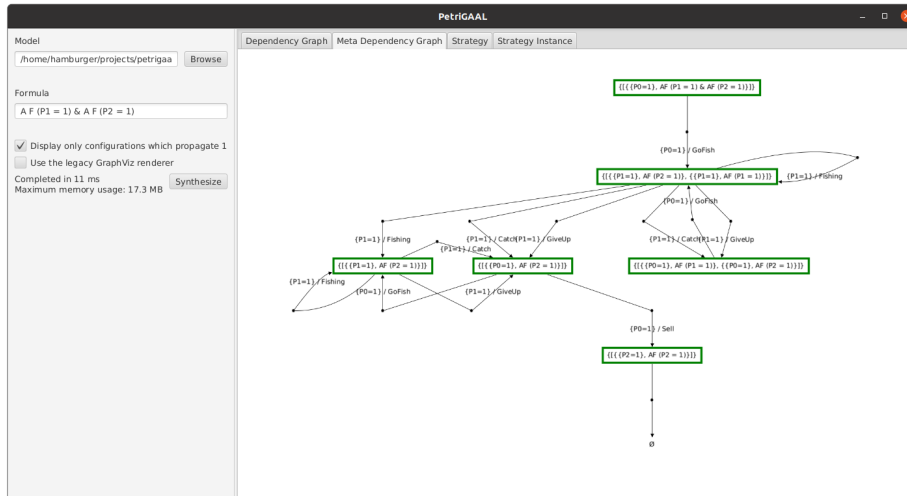 PetriGAAL
Model
/home/hamburger/projects/petrigaa Browse
Formula
A F (P1 = 1) & A F (P2 = 1)
Display only configurations which propagate 1
Use the legacy GraphViz renderer
Completed in 11 ms
Maximum memory usage: 17.3 MB Synthesize
Dependency Graph Meta Dependency Graph Strategy Strategy Instance
{[{{P0=1}, AF (P1 = 1) & AF (P2 = 1)}]}
{P0=1} / GoFish
{[{{P1=1}, AF (P2 = 1)}, {{P1=1}, AF (P1 = 1)}]} {P1=1} / Fishing
{P0=1} / GoFish
{P1=1} / Fishing {P1=1} / Catch {P1=1} / GiveUp {P1=1} / Catch {P1=1} / GiveUp
{P1=1} / Catch
{[{{P1=1}, AF (P2 = 1)}]} {[{{P0=1}, AF (P2 = 1)}]} {[{{P0=1}, AF (P1 = 1)}, {{P0=1}, AF (P2 = 1)}]}
{P1=1} / Fishing
{P0=1} / GoFish {P1=1} / GiveUp
{P0=1} / Sell
{[{{P2=1}, AF (P2 = 1)}]}
Ø